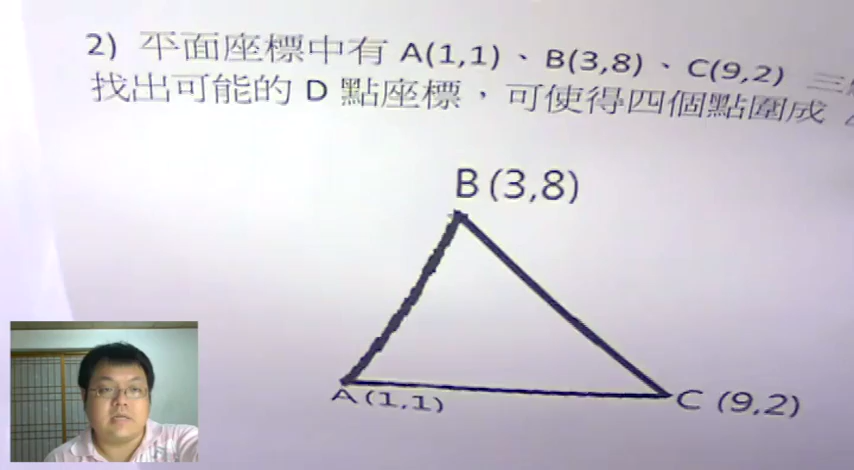 2) 平面座標中有 A(1,1)、B(3,8)、C(9,2) 三
找出可能的 D 點座標，可使得四個點圍成
B (3,8)
A (1,1)
C (9,2)